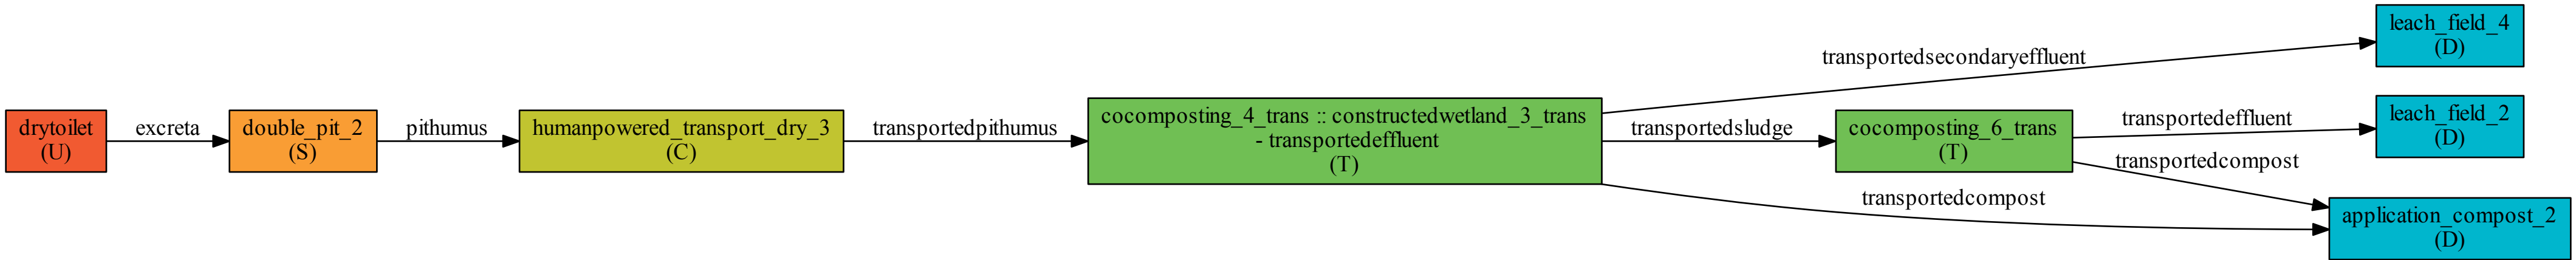 drytoilet
(U)
excreta
double_pit_2
(S)
pithumus
humanpowered_transport_dry_3
(C)
transportedpithumus
cocomposting_4_trans :: constructedwetland_3_trans
- transportedeffluent
(T)
transportedsecondaryeffluent
transportedsludge
transportedcompost
cocomposting_6_trans
(T)
transportedeffluent
transportedcompost
leach_field_4
(D)
leach_field_2
(D)
application_compost_2
(D)